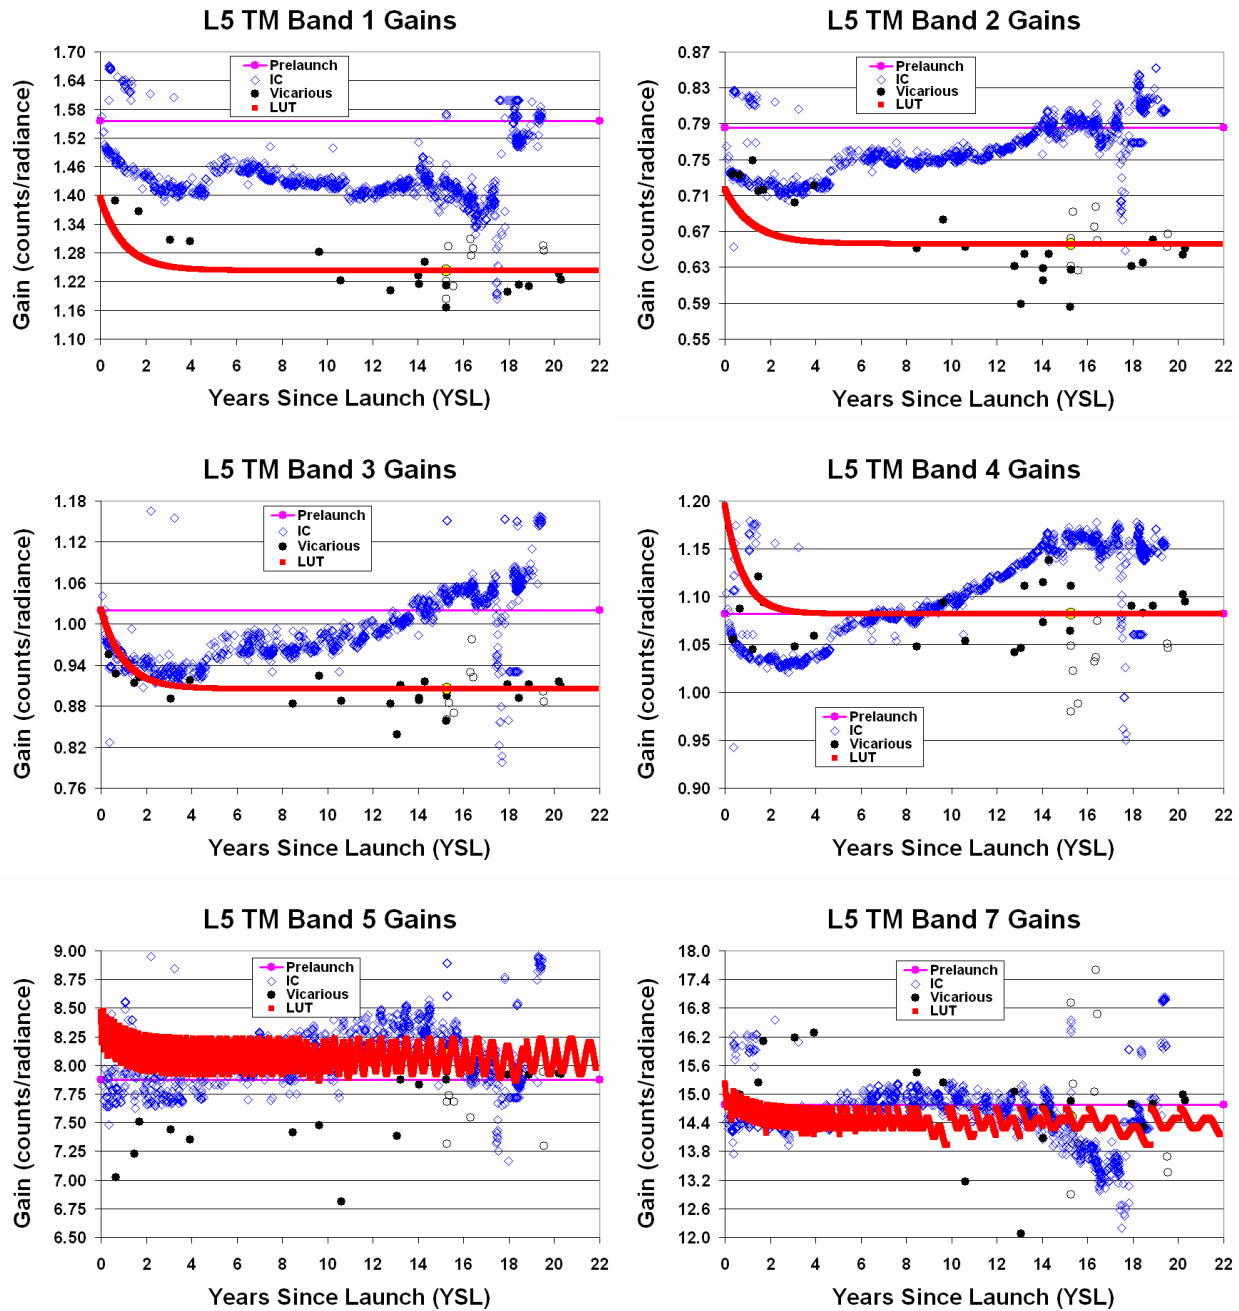 L5 TM Band 1 Gains
Gain (counts/radiance)
1.70
1.64
1.58
1.52
1.46
1.40
1.34
1.28
1.22
1.16
1.10
Prelaunch
IC
Vicarious
LUT
0 2 4 6 8 10 12 14 16 18 20 22
Years Since Launch (YSL)
L5 TM Band 2 Gains
Gain (counts/radiance)
0.87
0.83
0.79
0.75
0.71
0.67
0.63
0.59
0.55
Prelaunch
IC
Vicarious
LUT
0 2 4 6 8 10 12 14 16 18 20 22
Years Since Launch (YSL)
L5 TM Band 3 Gains
Gain (counts/radiance)
1.18
1.12
1.06
1.00
0.94
0.88
0.82
0.76
Prelaunch
IC
Vicarious
LUT
0 2 4 6 8 10 12 14 16 18 20 22
Years Since Launch (YSL)
L5 TM Band 4 Gains
Gain (counts/radiance)
1.20
1.15
1.10
1.05
1.00
0.95
0.90
Prelaunch
IC
Vicarious
LUT
0 2 4 6 8 10 12 14 16 18 20 22
Years Since Launch (YSL)
L5 TM Band 5 Gains
Gain (counts/radiance)
9.00
8.75
8.50
8.25
8.00
7.75
7.50
7.25
7.00
6.75
6.50
Prelaunch
IC
Vicarious
LUT
0 2 4 6 8 10 12 14 16 18 20 22
Years Since Launch (YSL)
L5 TM Band 7 Gains
Gain (counts/radiance)
18.0
17.4
16.8
16.2
15.6
15.0
14.4
13.8
13.2
12.6
12.0
Prelaunch
IC
Vicarious
LUT
0 2 4 6 8 10 12 14 16 18 20 22
Years Since Launch (YSL)